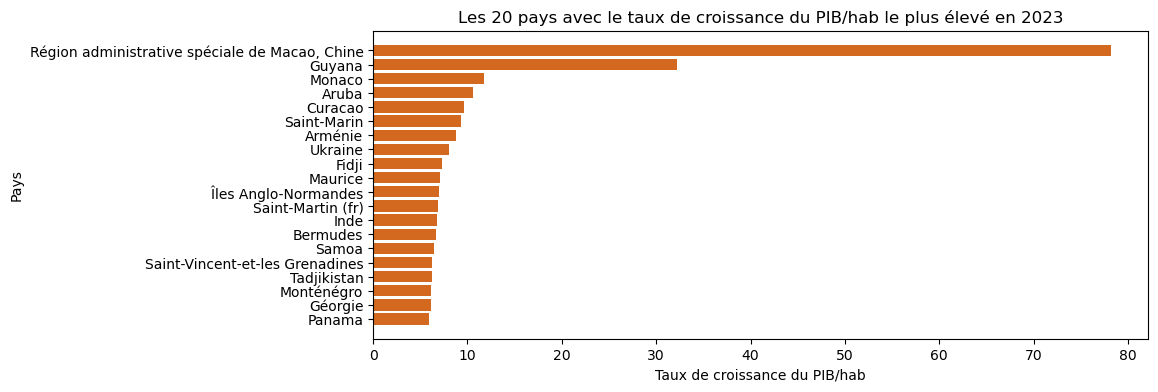 Les 20 pays avec le taux de croissance du PIB/hab le plus élevé en 2023
Région administrative spéciale de Macao, Chine
Guyana
Monaco
Aruba
Curacao
Saint-Marin
Arménie
Ukraine
Fidji
Maurice
Îles Anglo-Normandes
Saint-Martin (fr)
Inde
Bermudes
Samoa
Saint-Vincent-et-les Grenadines
Tadjikistan
Monténégro
Géorgie
Panama
Pays
0 10 20 30 40 50 60 70 80
Taux de croissance du PIB/hab